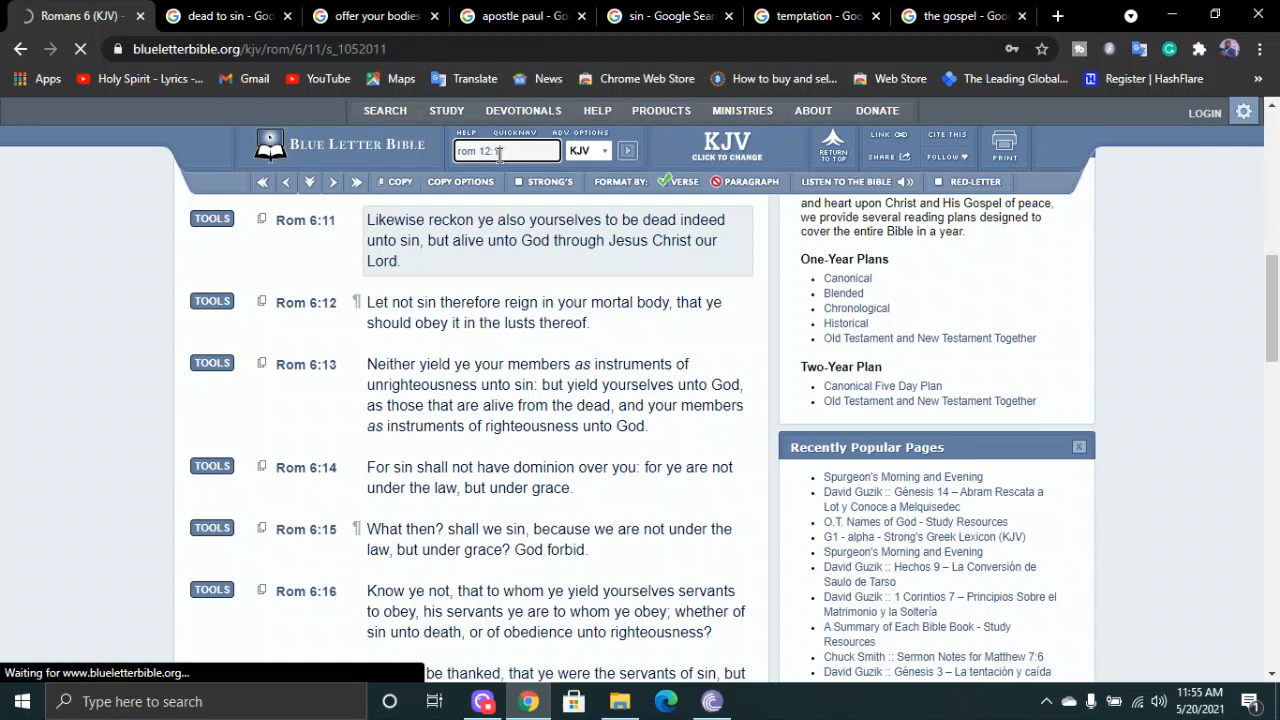 Romans 6 (KJV)
dead to sin - Goo
offer your bodies
apostle paul - Go
sin - Google Sear
temptation - Goo
the gospel - Goo
blueletterbible.org/kjv/rom/6/11/s_1052011
Apps
Holy Spirit - Lyrics -...
Gmail
YouTube
Maps
Translate
News
Chrome Web Store
How to buy and sel...
Web Store
The Leading Global...
Register | HashFlare
»
SEARCH
STUDY
DEVOTIONALS
HELP
PRODUCTS
MINISTRIES
ABOUT
DONATE
LOGIN
BLUE LETTER BIBLE
HELP
QUICKNAV
ADV. OPTIONS
rom 12:
KJV
KJV
CLICK TO CHANGE
RETURN
TO TOP
LINK
CITE THIS
SHARE
FOLLOW
PRINT
COPY
COPY OPTIONS
STRONG'S
FORMAT BY:
VERSE
PARAGRAPH
LISTEN TO THE BIBLE
RED-LETTER
TOOLS
Rom 6:11
Likewise reckon ye also yourselves to be dead indeed
unto sin, but alive unto God through Jesus Christ our
Lord.
TOOLS
Rom 6:12
¶ Let not sin therefore reign in your mortal body, that ye
should obey it in the lusts thereof.
TOOLS
Rom 6:13
Neither yield ye your members as instruments of
unrighteousness unto sin: but yield yourselves unto God,
as those that are alive from the dead, and your members
as instruments of righteousness unto God.
TOOLS
Rom 6:14
For sin shall not have dominion over you: for ye are not
under the law, but under grace.
TOOLS
Rom 6:15
¶ What then? shall we sin, because we are not under the
law, but under grace? God forbid.
TOOLS
Rom 6:16
Know ye not, that to whom ye yield yourselves servants
to obey, his servants ye are to whom ye obey; whether of
sin unto death, or of obedience unto righteousness?
be thanked, that ye were the servants of sin, but
and heart upon Christ and His Gospel of peace,
we provide several reading plans designed to
cover the entire Bible in a year.
One-Year Plans
Canonical
Blended
Chronological
Historical
Old Testament and New Testament Together
Two-Year Plan
Canonical Five Day Plan
Old Testament and New Testament Together
Recently Popular Pages
Spurgeon's Morning and Evening
David Guzik :: Génesis 14 – Abram Rescata a
Lot y Conoce a Melquisedec
O.T. Names of God - Study Resources
G1 - alpha - Strong's Greek Lexicon (KJV)
Spurgeon's Morning and Evening
David Guzik :: Hechos 9 – La Conversión de
Saulo de Tarso
David Guzik :: 1 Corintios 7 – Principios Sobre el
Matrimonio y la Soltería
A Summary of Each Bible Book - Study
Resources
Chuck Smith :: Sermon Notes for Matthew 7:6
David Guzik :: Génesis 3 – La tentación y caída
Waiting for www.blueletterbible.org...
Type here to search
11:55 AM
5/20/2021